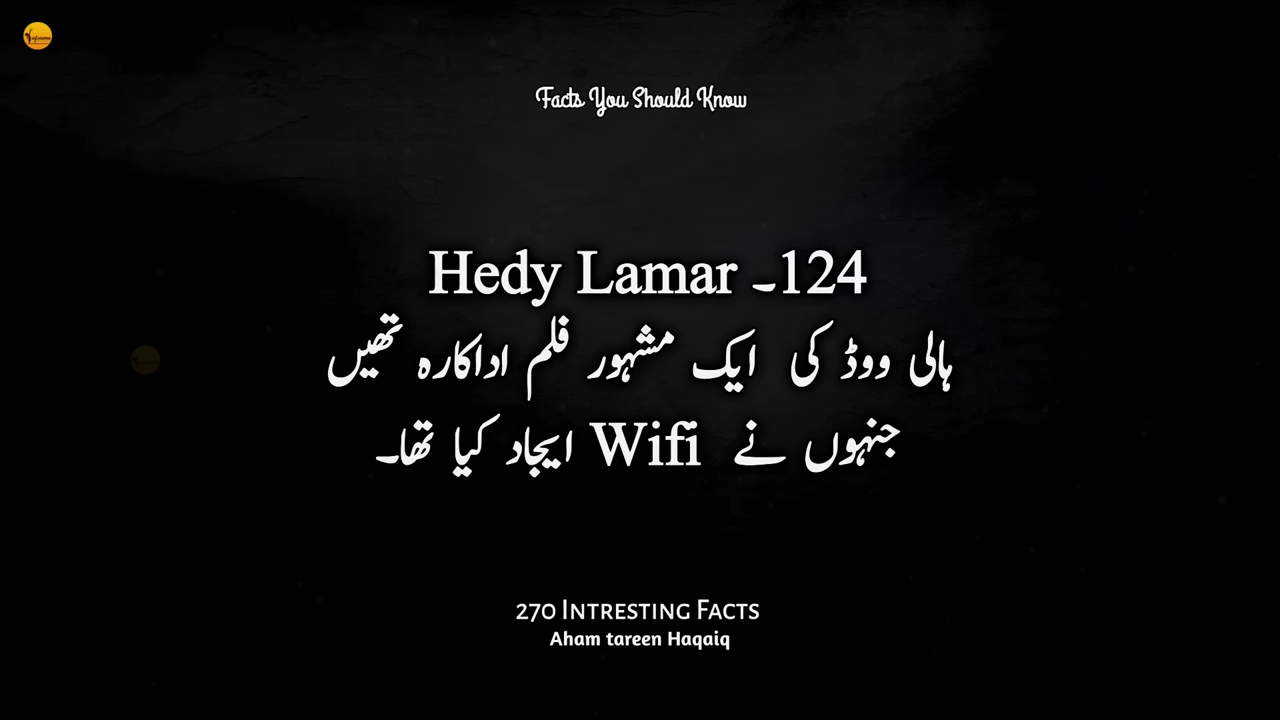 Facts You Should Know
124۔ Hedy Lamar
ہالی ووڈ کی ایک مشہور فلم اداکارہ تھیں
جنہوں نے Wifi ایجاد کیا تھا۔
270 Intresting Facts
Aham tareen Haqaiq